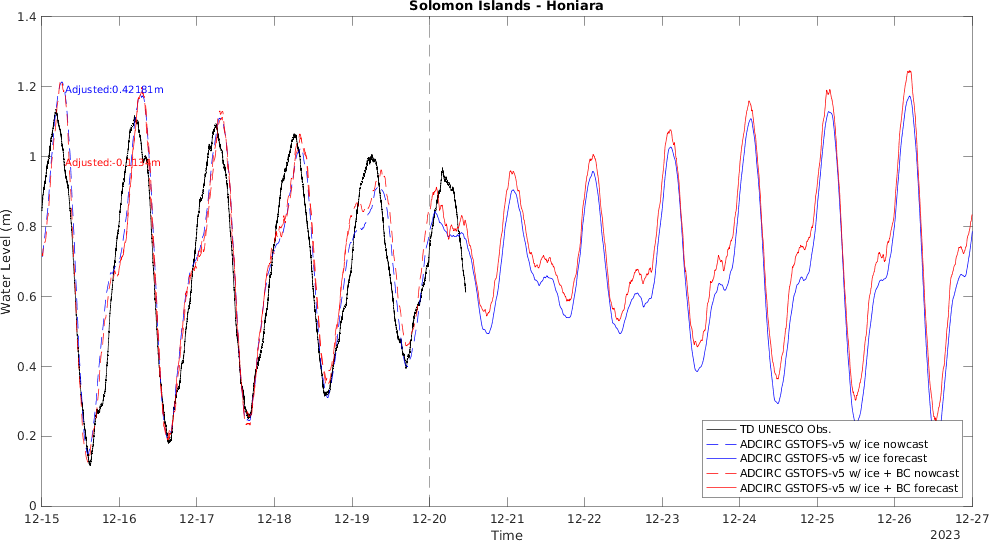 Solomon Islands - Honiara
1.4
1.2
1
0.8
0.6
0.4
0.2
0
Water Level (m)
Adjusted:0.42181m
12-15
12-16
12-17
12-18
12-19
12-20
12-21
12-22
12-23
12-24
12-25
12-26
12-27
Time
2023
TD UNESCO Obs.
ADCIRC GSTOFS-v5 w/ ice nowcast
ADCIRC GSTOFS-v5 w/ ice forecast
ADCIRC GSTOFS-v5 w/ ice + BC nowcast
ADCIRC GSTOFS-v5 w/ ice + BC forecast